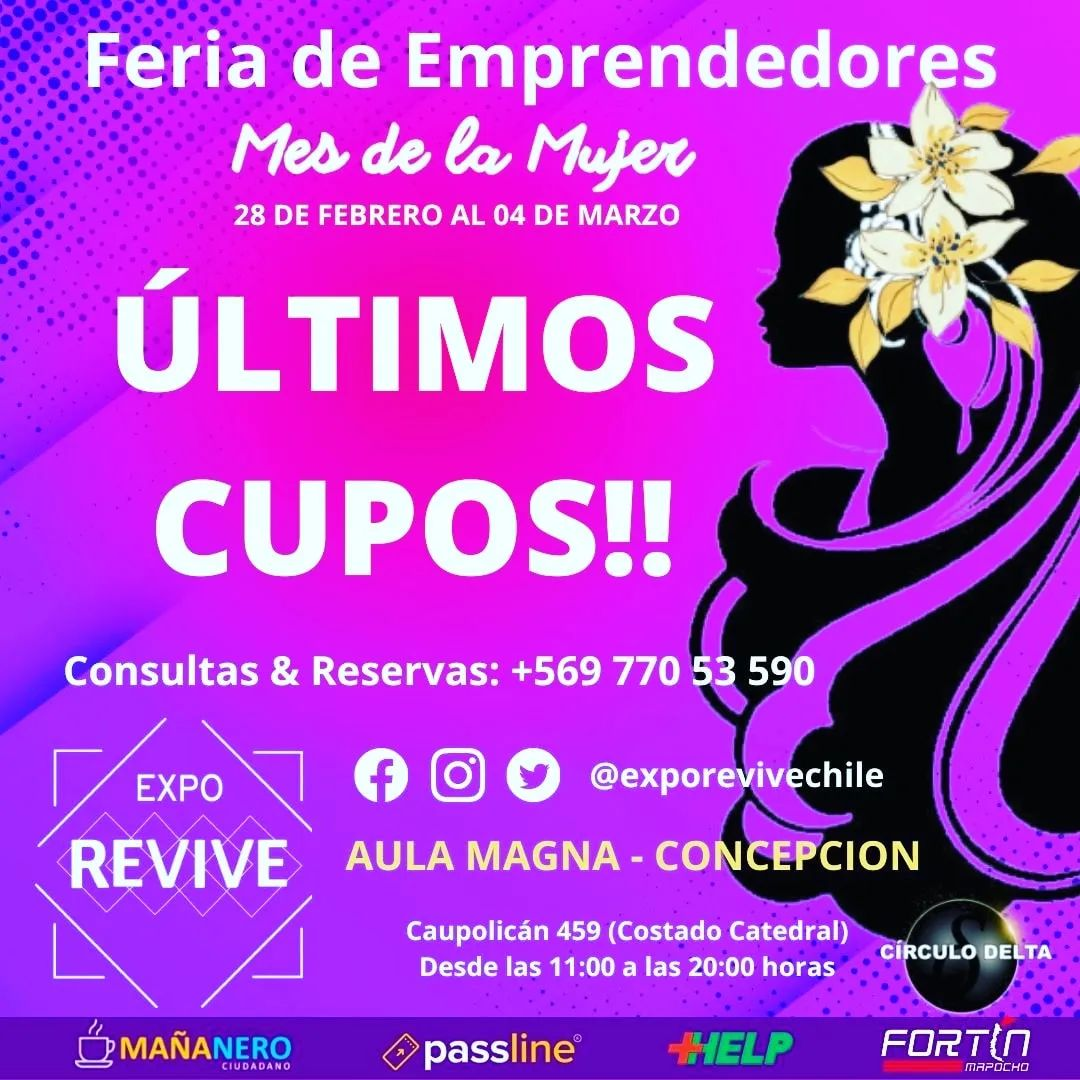 Feria de Emprendedores
Mes de la Mujer
28 DE FEBRERO AL 04 DE MARZO
ÚLTIMOS
CUPOS!!
Consultas & Reservas: +569 770 53 590
@exporevivechile
EXPO
REVIVE
AULA MAGNA - CONCEPCION
Caupolicán 459 (Costado Catedral)
Desde las 11:00 a las 20:00 horas
CÍRCULO DELTA
MAÑANERO
CIUDADANO
passline
HELP
FORTÍN
MAPOCHO